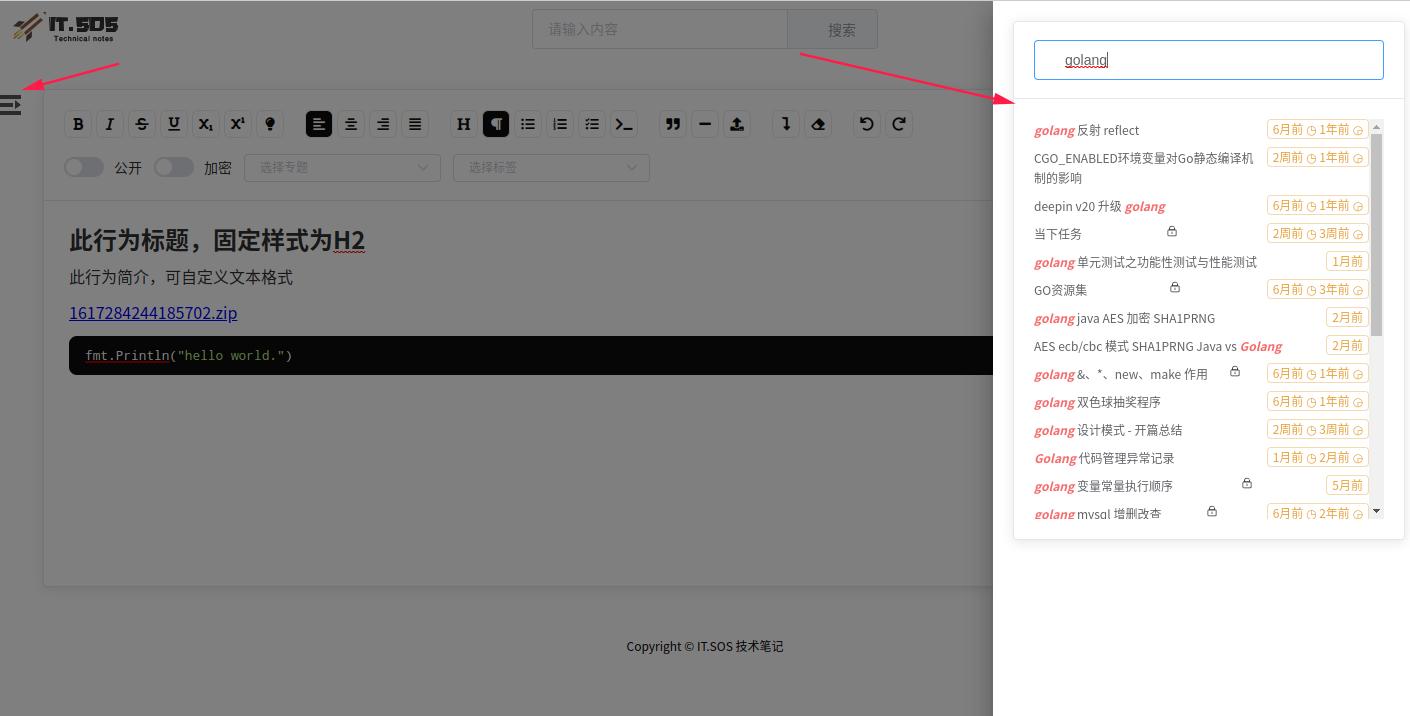 IT.SOS
Technical notes
请输入内容
搜索
B I S U X₁ X¹
H
公开 加密 选择专题 选择标签
此行为标题，固定样式为H2
此行为简介，可自定义文本格式
1617284244185702.zip
fmt.Println("hello world.")
Copyright © IT.SOS 技术笔记
golang
golang 反射 reflect 6月前 1年前
CGO_ENABLED环境变量对Go静态编译机 2周前 1年前
制的影响
deepin v20 升级 golang 6月前 1年前
当下任务 2周前 3周前
golang 单元测试之功能性测试与性能测试 1月前
GO资源集 6月前 3年前
golang java AES 加密 SHA1PRNG 2月前
AES ecb/cbc 模式 SHA1PRNG Java vs Golang 2月前
golang &、*、new、make 作用 6月前 1年前
golang 双色球抽奖程序 6月前 1年前
golang 设计模式 - 开篇总结 2周前 3周前
Golang 代码管理异常记录 1月前 2月前
golang 变量常量执行顺序 5月前
golang mysql 增删改查 6月前 2年前